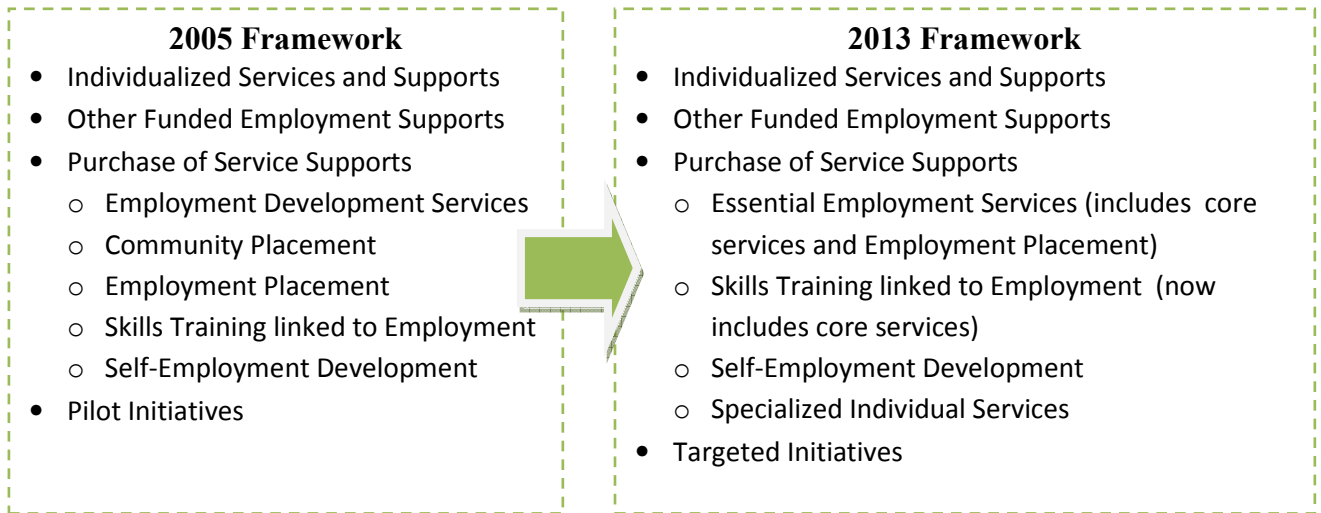 2005 Framework
• Individualized Services and Supports
• Other Funded Employment Supports
• Purchase of Service Supports
o Employment Development Services
o Community Placement
o Employment Placement
o Skills Training linked to Employment
o Self-Employment Development
• Pilot Initiatives
2013 Framework
• Individualized Services and Supports
• Other Funded Employment Supports
• Purchase of Service Supports
o Essential Employment Services (includes core
services and Employment Placement)
o Skills Training linked to Employment (now
includes core services)
o Self-Employment Development
o Specialized Individual Services
• Targeted Initiatives